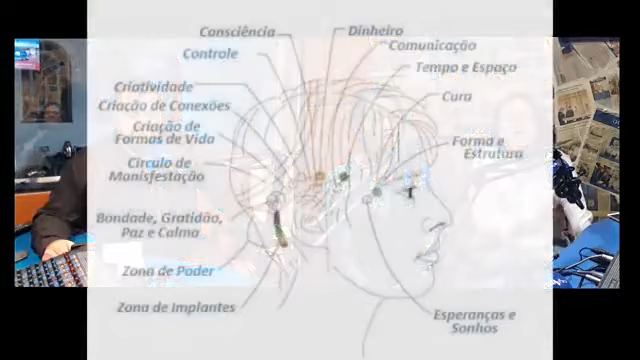 Consciência
Controle
Criatividade
Criação de Conexões
Criação de
Formas de Vida
Círculo de
Manisfestação
Bondade, Gratidão,
Paz e Calma
Zona de Poder
Zona de Implantes
Dinheiro
Comunicação
Tempo e Espaço
Cura
Forma e
Estrutura
Esperanças e
Sonhos